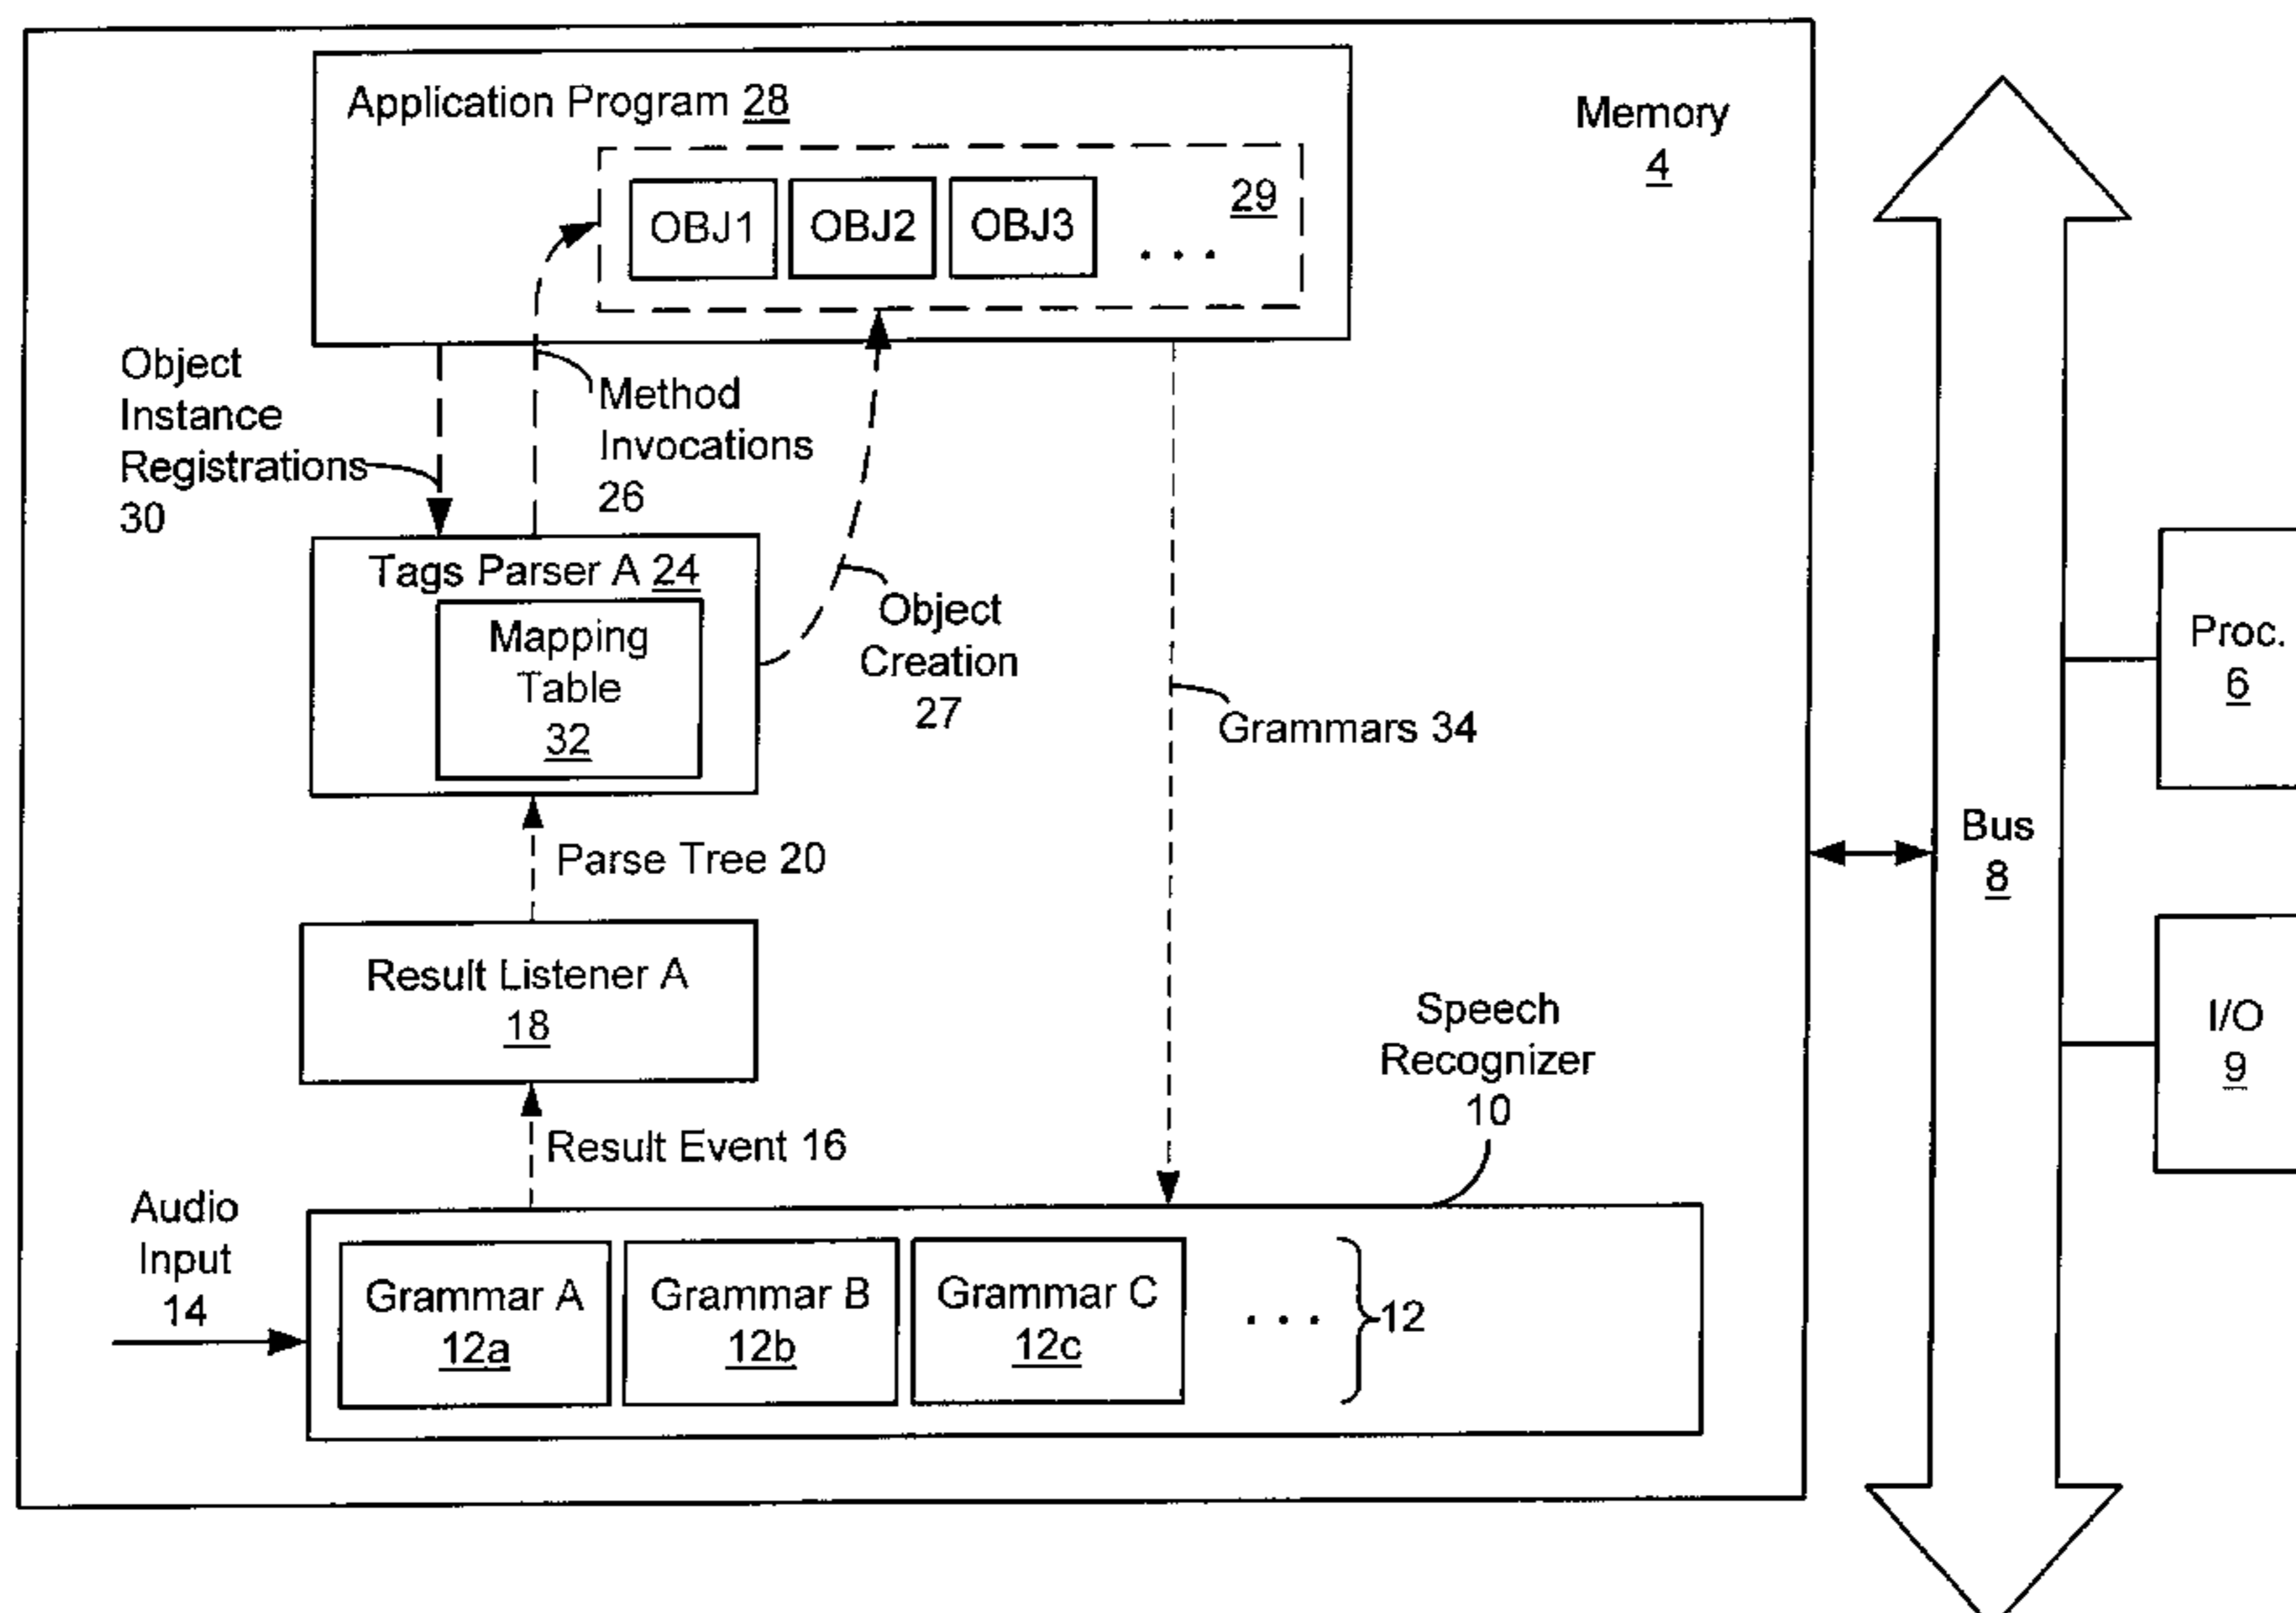 Application Program 28
Memory
4
29
OBJ1
OBJ2
OBJ3
. . .
Object
Instance
Registrations
30
Method
Invocations
26
Tags Parser A 24
Mapping
Table
32
Object
Creation
27
Grammars 34
Proc.
6
Bus
8
Parse Tree 20
Result Listener A
18
I/O
9
Speech
Recognizer
10
Result Event 16
Audio
Input
14
Grammar A
12a
Grammar B
12b
Grammar C
12c
. . .
12